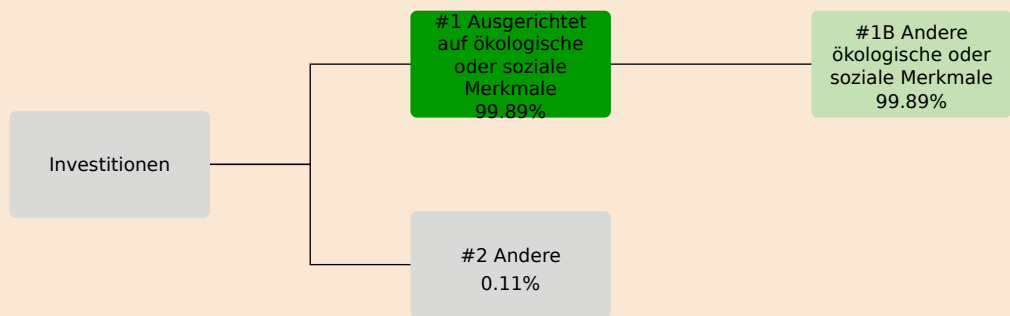 Investitionen
#1 Ausgerichtet
auf ökologische
oder soziale
Merkmale
99.89%
#1B Andere
ökologische oder
soziale Merkmale
99.89%
#2 Andere
0.11%